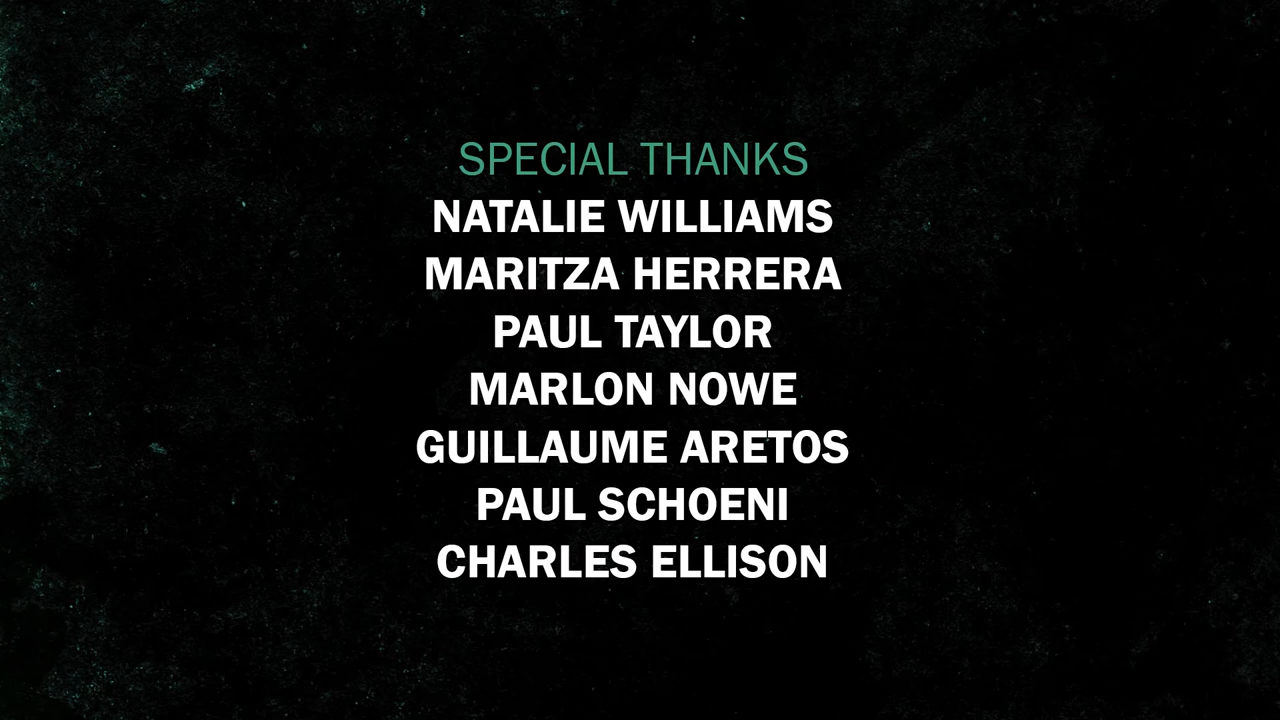 SPECIAL THANKS
NATALIE WILLIAMS
MARITZA HERRERA
PAUL TAYLOR
MARLON NOWE
GUILLAUME ARETOS
PAUL SCHOENI
CHARLES ELLISON